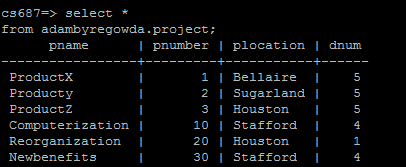 cs687=> select *
from adambyregowda.project;
pname | pnumber | plocation | dnum
-----------------+---------+-----------+------
ProductX | 1 | Bellaire | 5
Producty | 2 | Sugarland | 5
ProductZ | 3 | Houston | 5
Computerization | 10 | Stafford | 4
Reorganization | 20 | Houston | 1
Newbenefits | 30 | Stafford | 4